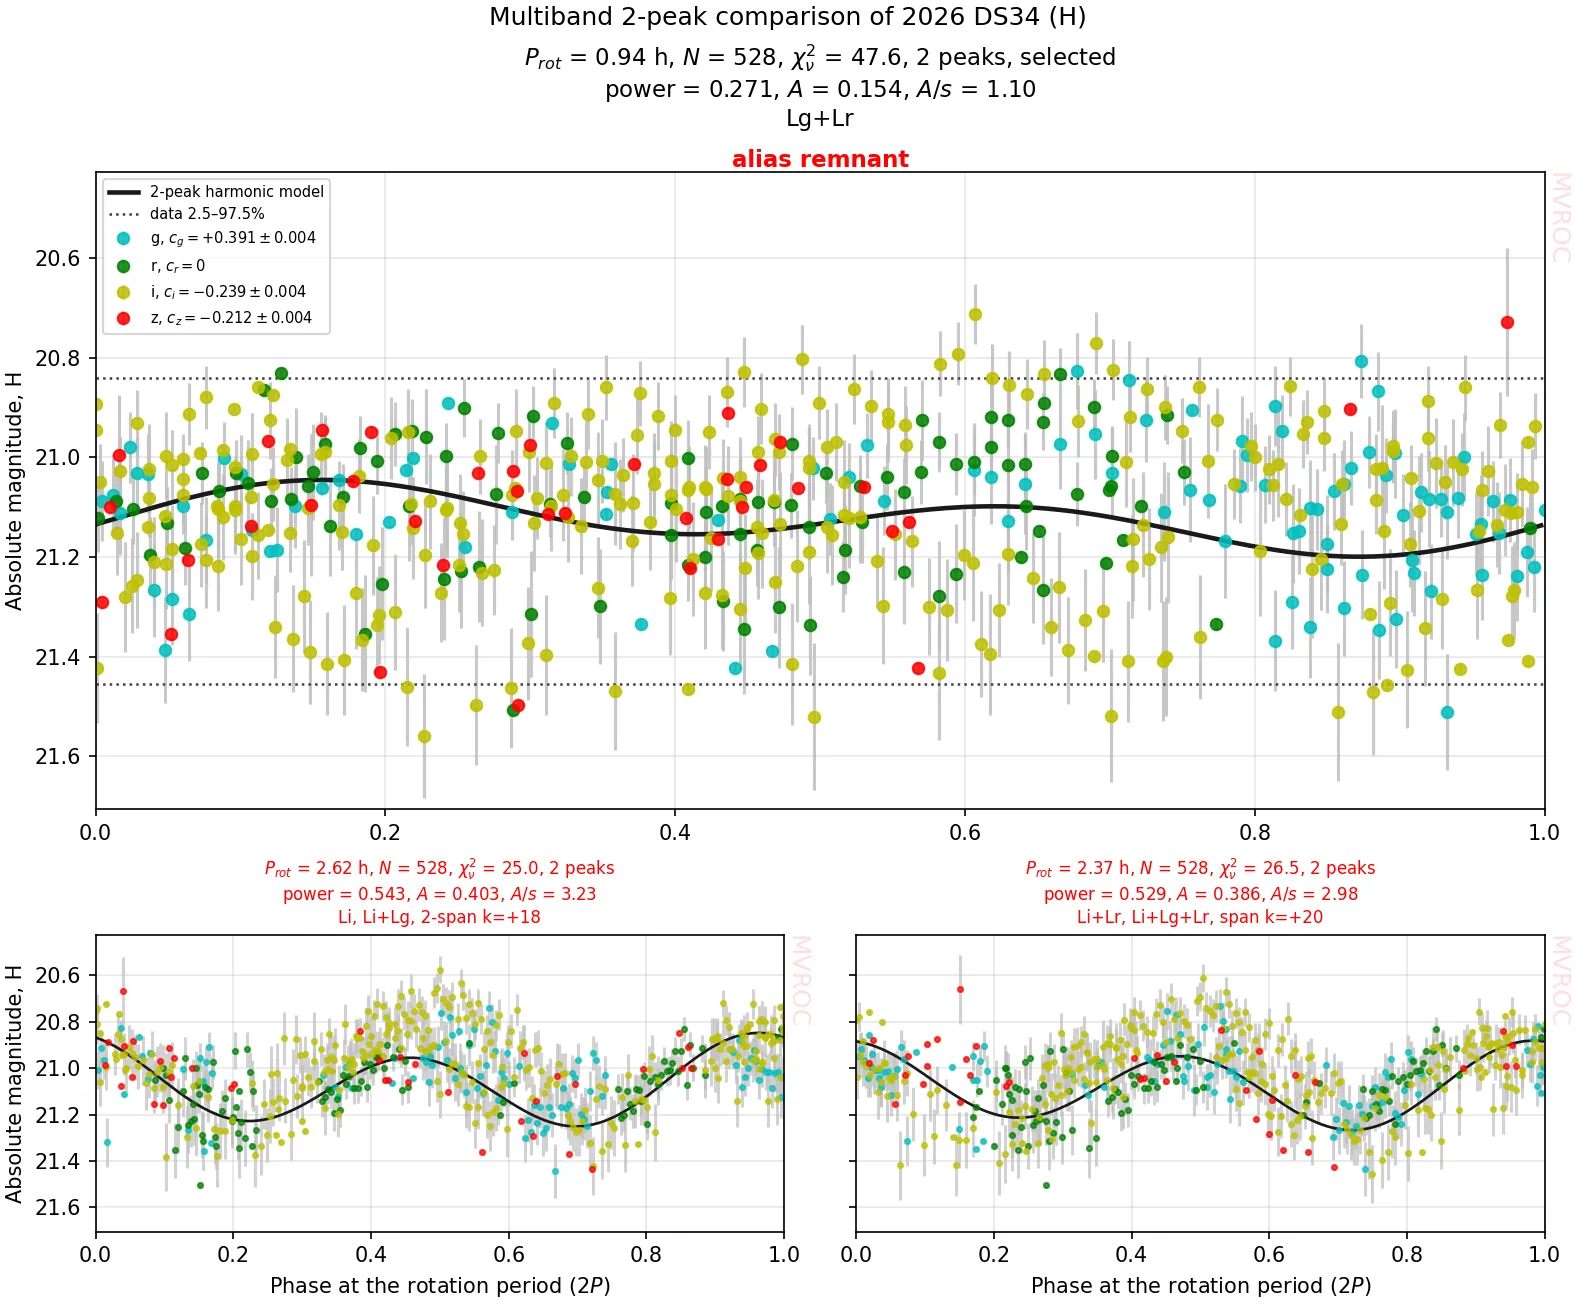 Multiband 2-peak comparison of 2026 DS34 (H)
P_rot = 0.94 h, N = 528, χ²_ν = 47.6, 2 peaks, selected
power = 0.271, A = 0.154, A/s = 1.10
Lg+Lr
alias remnant
2-peak harmonic model
data 2.5–97.5%
g, c_g = +0.391 ± 0.004
r, c_r = 0
i, c_i = −0.239 ± 0.004
z, c_z = −0.212 ± 0.004
MVROC
Absolute magnitude, H
20.6
20.8
21.0
21.2
21.4
21.6
0.0 0.2 0.4 0.6 0.8 1.0
P_rot = 2.62 h, N = 528, χ²_ν = 25.0, 2 peaks
power = 0.543, A = 0.403, A/s = 3.23
Li, Li+Lg, 2-span k=+18
MVROC
Absolute magnitude, H
20.6
20.8
21.0
21.2
21.4
21.6
0.0 0.2 0.4 0.6 0.8 1.0
Phase at the rotation period (2P)
P_rot = 2.37 h, N = 528, χ²_ν = 26.5, 2 peaks
power = 0.529, A = 0.386, A/s = 2.98
Li+Lr, Li+Lg+Lr, span k=+20
MVROC
0.0 0.2 0.4 0.6 0.8 1.0
Phase at the rotation period (2P)